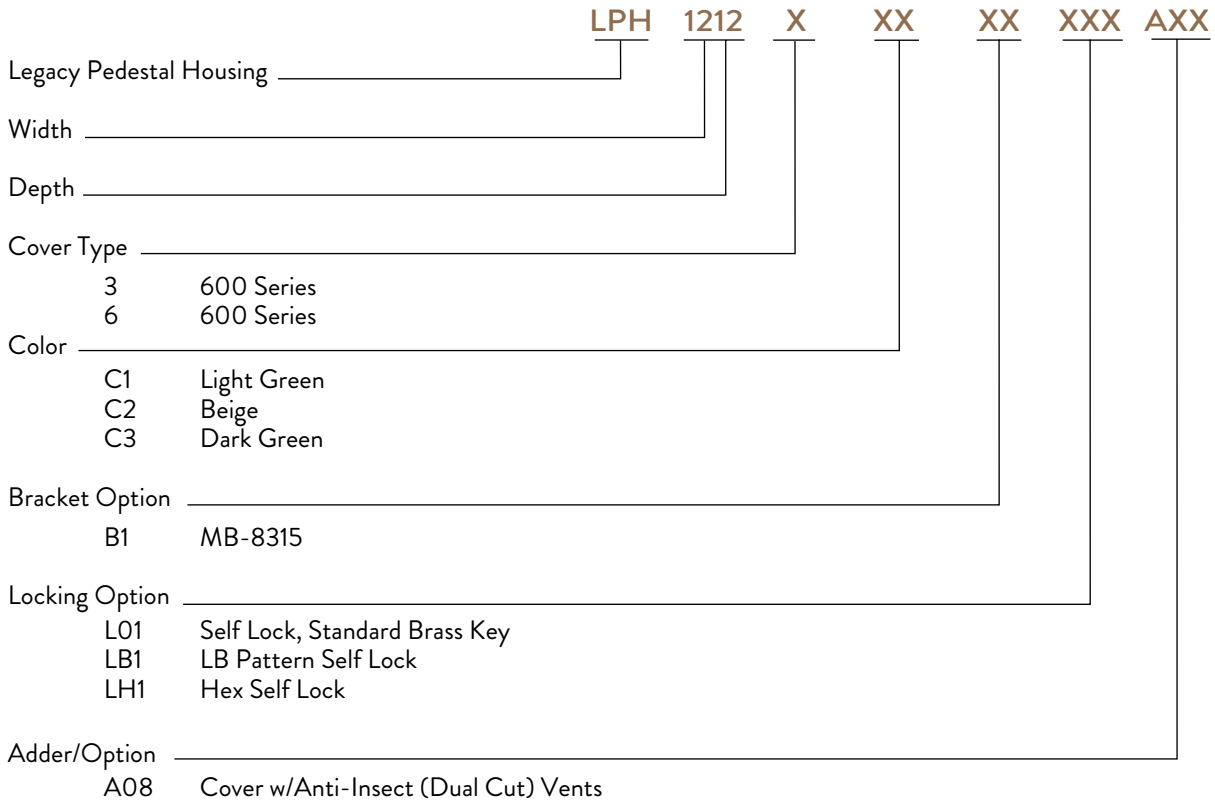 LPH 1212 X XX XX XXX AXX
Legacy Pedestal Housing
Width
Depth
Cover Type
3 600 Series
6 600 Series
Color
C1 Light Green
C2 Beige
C3 Dark Green
Bracket Option
B1 MB-8315
Locking Option
L01 Self Lock, Standard Brass Key
LB1 LB Pattern Self Lock
LH1 Hex Self Lock
Adder/Option
A08 Cover w/Anti-Insect (Dual Cut) Vents